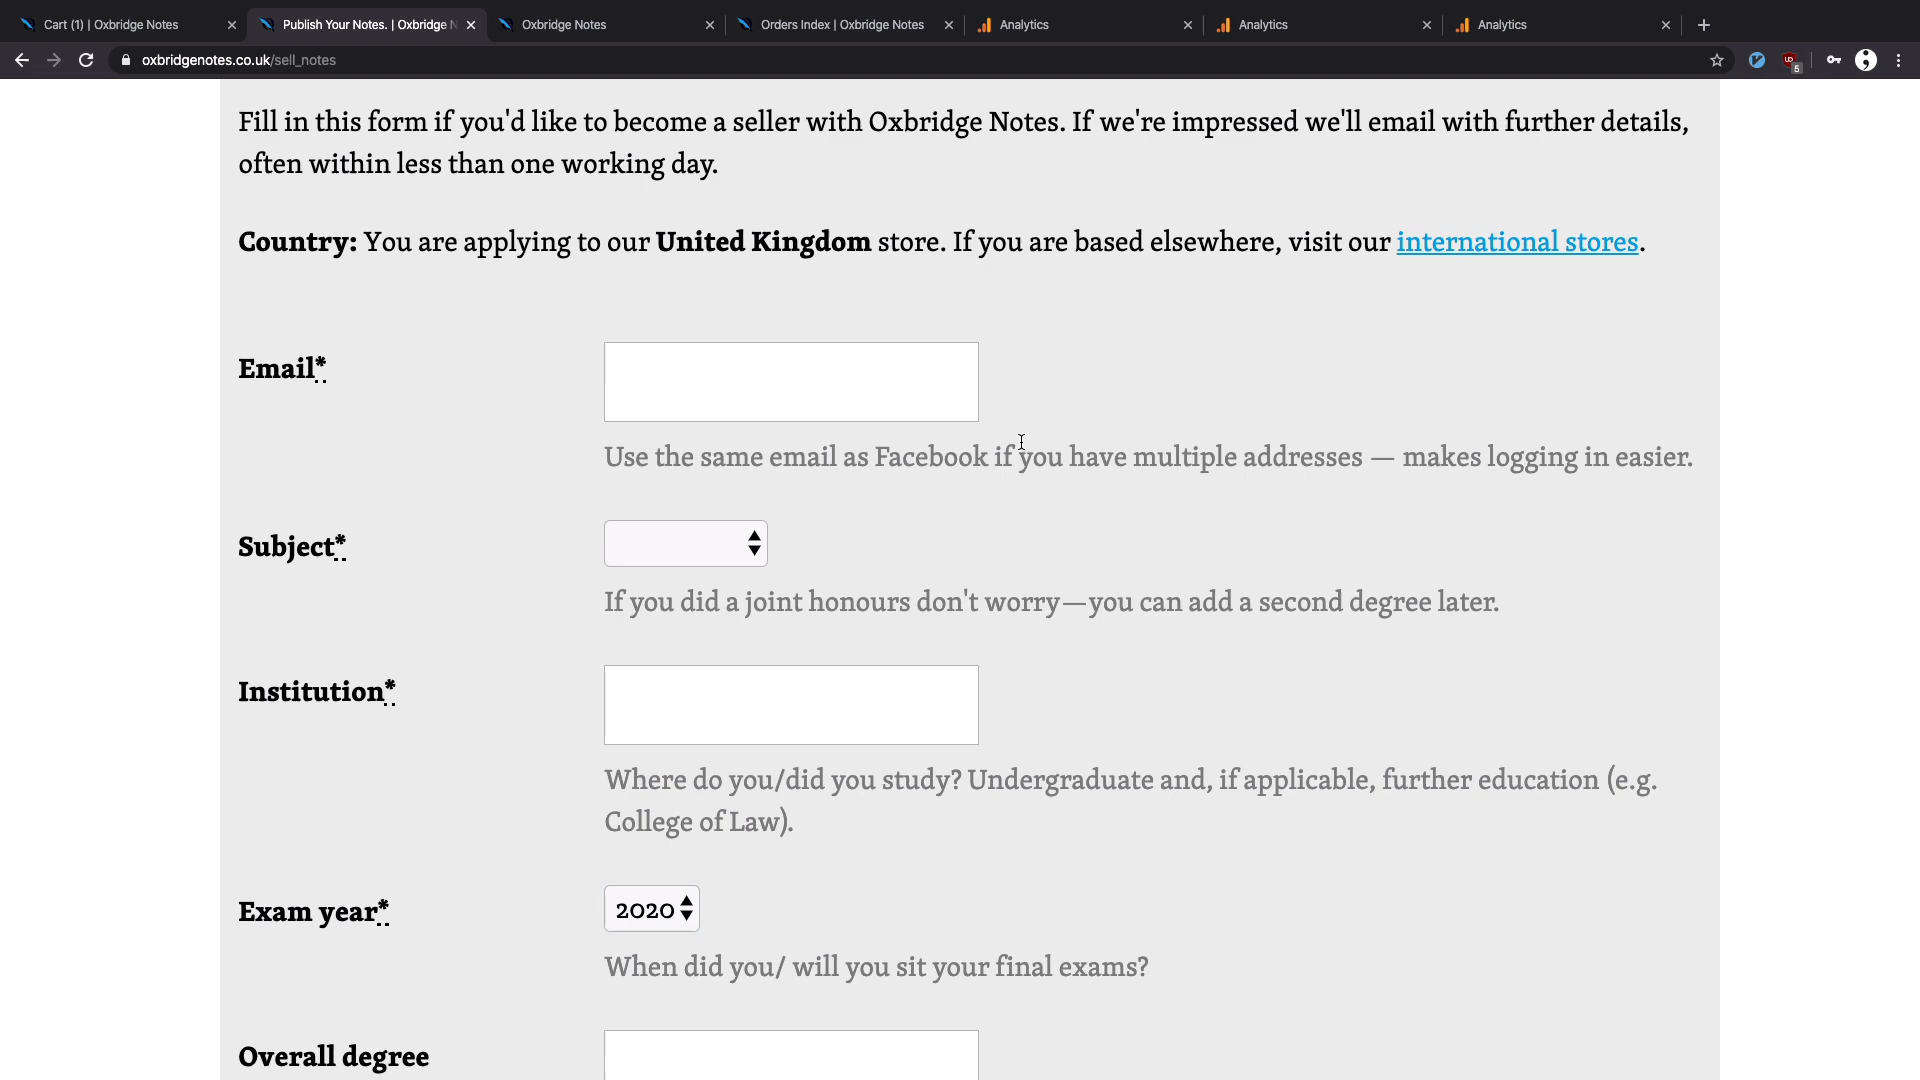 Cart (1) | Oxbridge Notes
Publish Your Notes. | Oxbridge N
Oxbridge Notes
Orders Index | Oxbridge Notes
Analytics
Analytics
Analytics
oxbridgenotes.co.uk/sell_notes
5
Fill in this form if you'd like to become a seller with Oxbridge Notes. If we're impressed we'll email with further details,
often within less than one working day.
Country: You are applying to our United Kingdom store. If you are based elsewhere, visit our international stores.
Email*
Use the same email as Facebook if you have multiple addresses — makes logging in easier.
Subject*
If you did a joint honours don't worry—you can add a second degree later.
Institution*
Where do you/did you study? Undergraduate and, if applicable, further education (e.g.
College of Law).
Exam year*
2020
When did you/ will you sit your final exams?
Overall degree